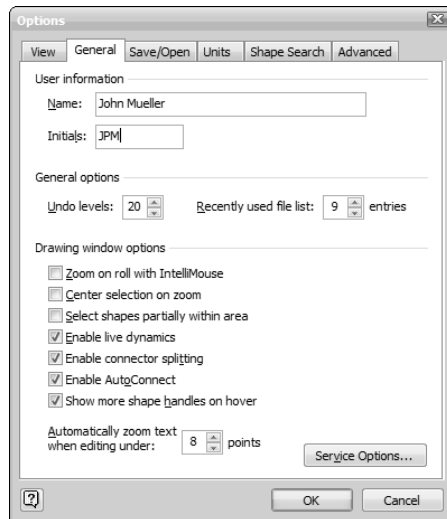 Options
View General Save/Open Units Shape Search Advanced
User information
Name: John Mueller
Initials: JPM
General options
Undo levels: 20 Recently used file list: 9 entries
Drawing window options
Zoom on roll with IntelliMouse
Center selection on zoom
Select shapes partially within area
Enable live dynamics
Enable connector splitting
Enable AutoConnect
Show more shape handles on hover
Automatically zoom text
when editing under: 8 points
Service Options...
? OK Cancel